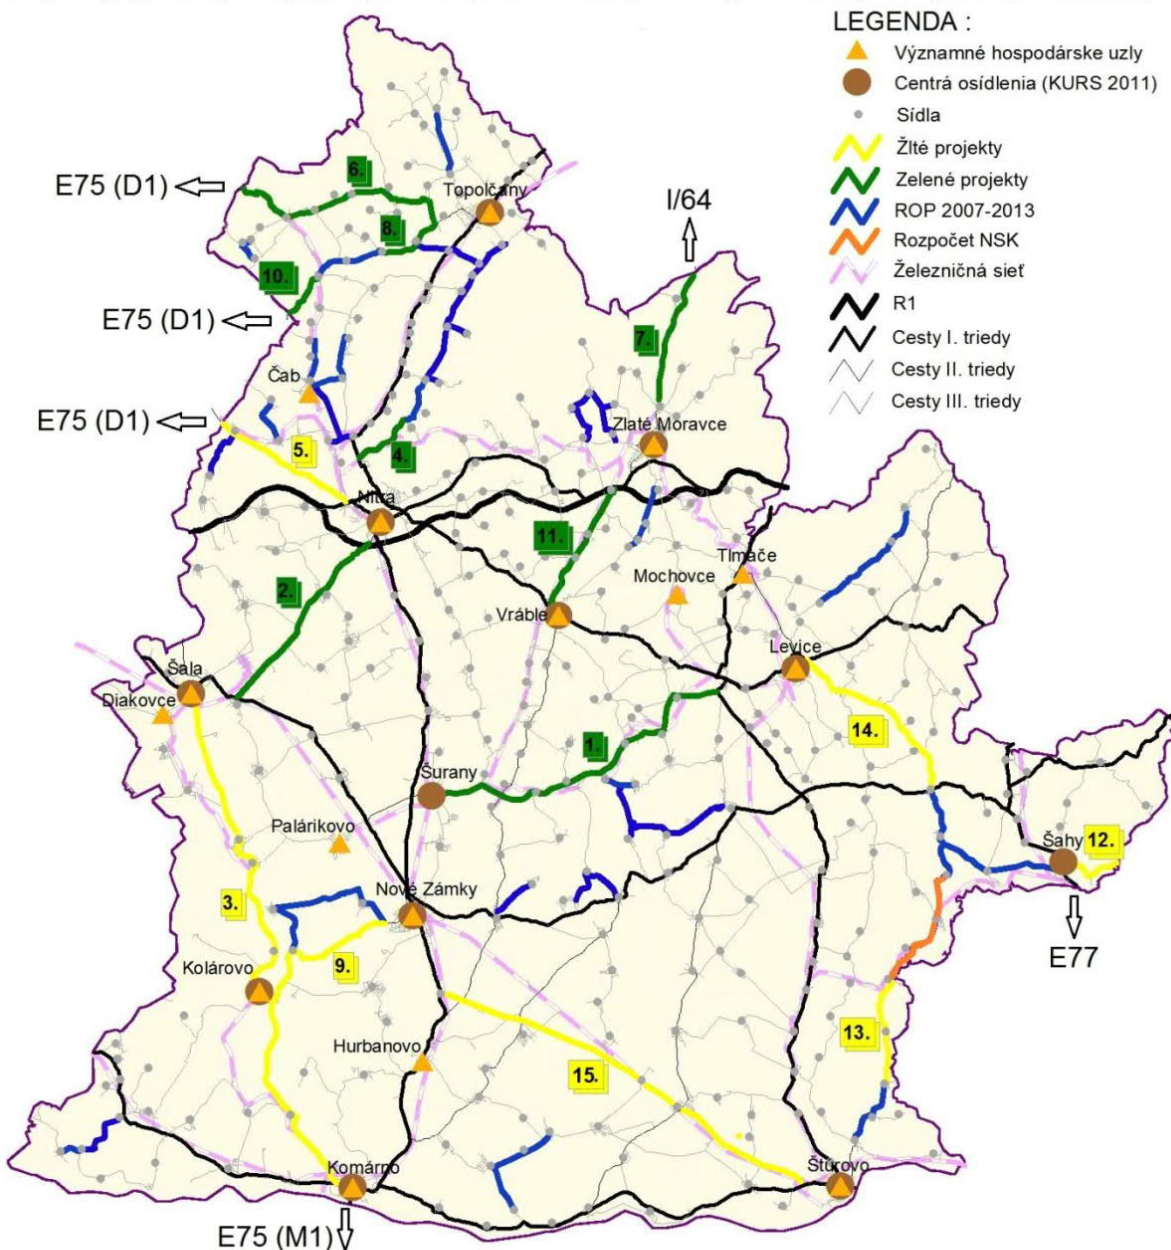 LEGENDA :
Významné hospodárske uzly
Centrá osídlenia (KURS 2011)
Sídla
Žlté projekty
Zelené projekty
ROP 2007-2013
Rozpočet NSK
Železničná sieť
R1
Cesty I. triedy
Cesty II. triedy
Cesty III. triedy
6.
E75 (D1)
Topolčany
I/64
8.
10.
E75 (D1)
7.
Čab
E75 (D1)
Zlaté Moravce
5.
4.
Nitra
11.
Tlmače
Mochovce
2.
Vráble
Levice
Šaľa
Diakovce
14.
1.
Šurany
Palárikovo
Šahy
12.
Nové Zámky
3.
E77
9.
Kolárovo
13.
Hurbanovo
15.
Komárno
Štúrovo
E75 (M1)